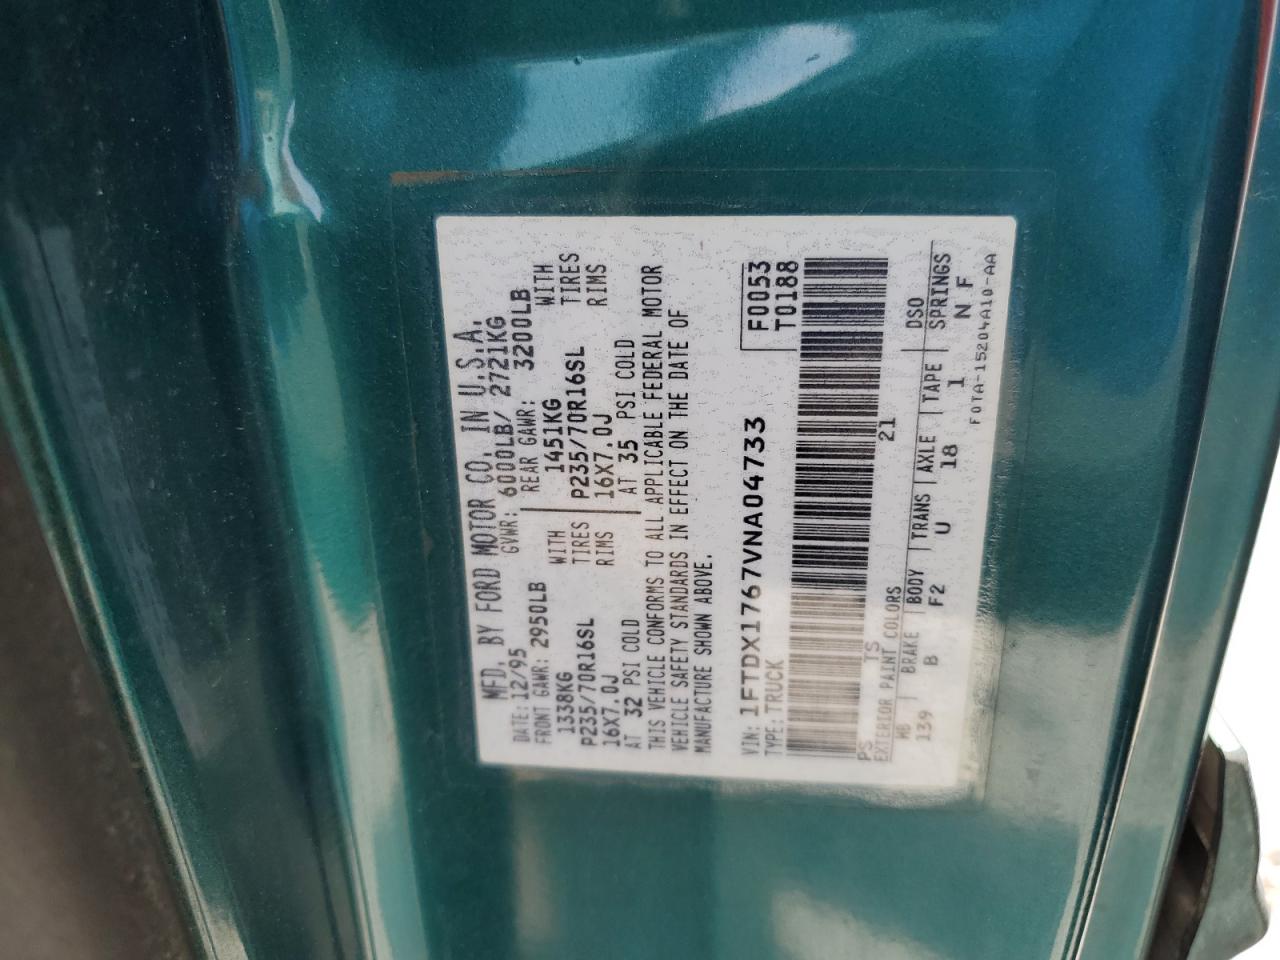 MFD. BY FORD MOTOR CO. IN U.S.A.
DATE: 12/95 GVWR: 6000LB/ 2721KG
FRONT GAWR: 2950LB REAR GAWR: 3200LB
1338KG WITH 1451KG WITH
P235/70R16SL TIRES P235/70R16SL TIRES
16X7.0J RIMS 16X7.0J RIMS
AT 32 PSI COLD AT 35 PSI COLD
THIS VEHICLE CONFORMS TO ALL APPLICABLE FEDERAL MOTOR
VEHICLE SAFETY STANDARDS IN EFFECT ON THE DATE OF
MANUFACTURE SHOWN ABOVE.
F0053
VIN: 1FTDX1767VNA04733
T0188
TYPE: TRUCK
PS TS 21
EXTERIOR PAINT COLORS DSO
WB BRAKE BODY TRANS AXLE TAPE SPRINGS
139 B F2 U 18 1 N F
F0TA-15204A10-AA